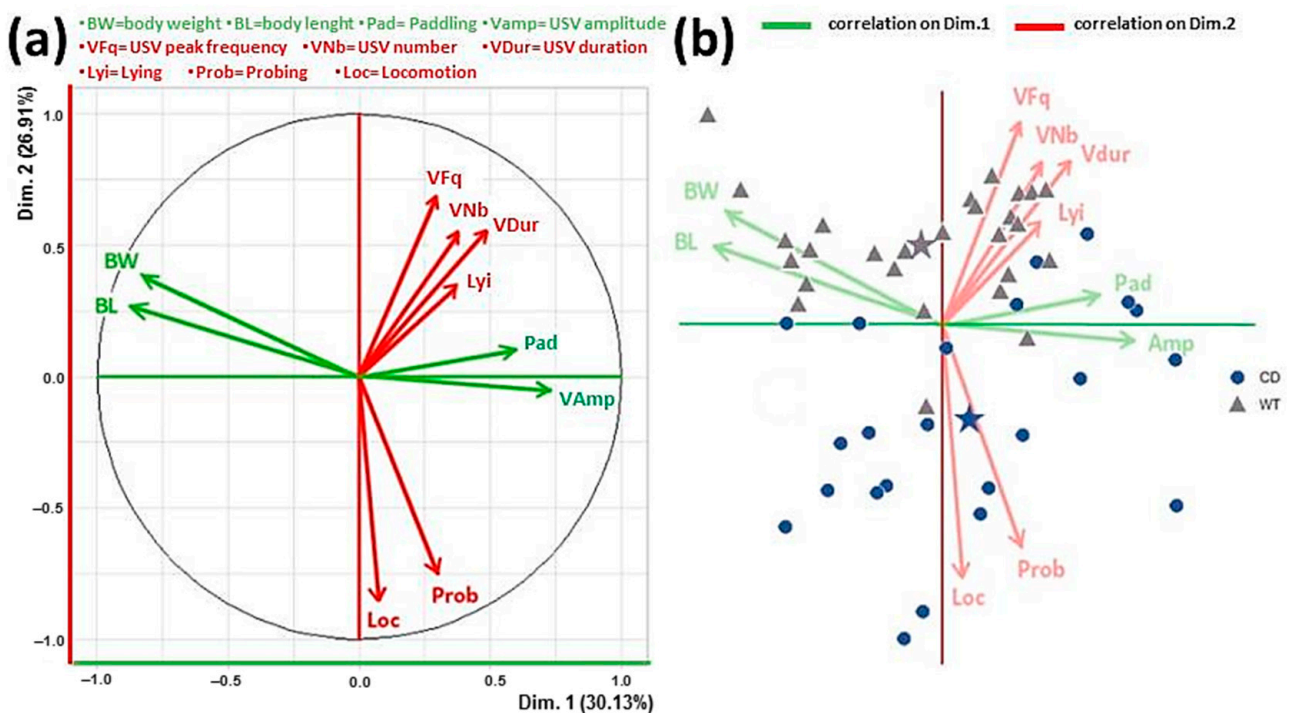 (a)
•BW=body weight •BL=body lenght •Pad= Paddling •Vamp= USV amplitude
•VFq= USV peak frequency •VNb= USV number •VDur= USV duration
•Lyi= Lying •Prob= Probing •Loc= Locomotion
Dim. 2 (26.91%)
1.0
0.5
0.0
–0.5
–1.0
VFq
VNb
VDur
Lyi
BW
BL
Pad
VAmp
Prob
Loc
–1.0 –0.5 0.0 0.5 1.0
Dim. 1 (30.13%)
(b)
correlation on Dim.1 correlation on Dim.2
VFq
VNb
Vdur
BW
Lyi
BL
Pad
Amp
CD
WT
Prob
Loc